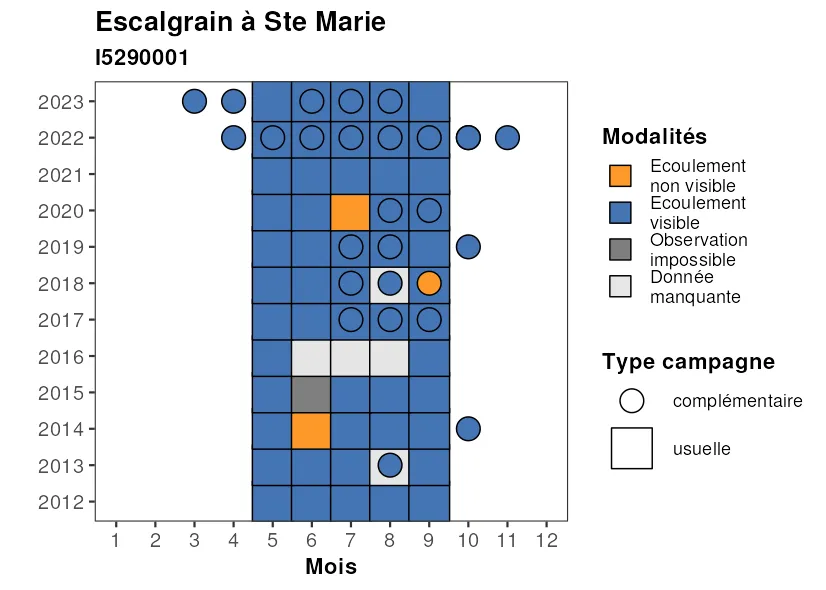 Escalgrain à Ste Marie
I5290001
2023
2022
2021
2020
2019
2018
2017
2016
2015
2014
2013
2012
1 2 3 4 5 6 7 8 9 10 11 12
Mois
Modalités
Ecoulement
non visible
Ecoulement
visible
Observation
impossible
Donnée
manquante
Type campagne
complémentaire
usuelle